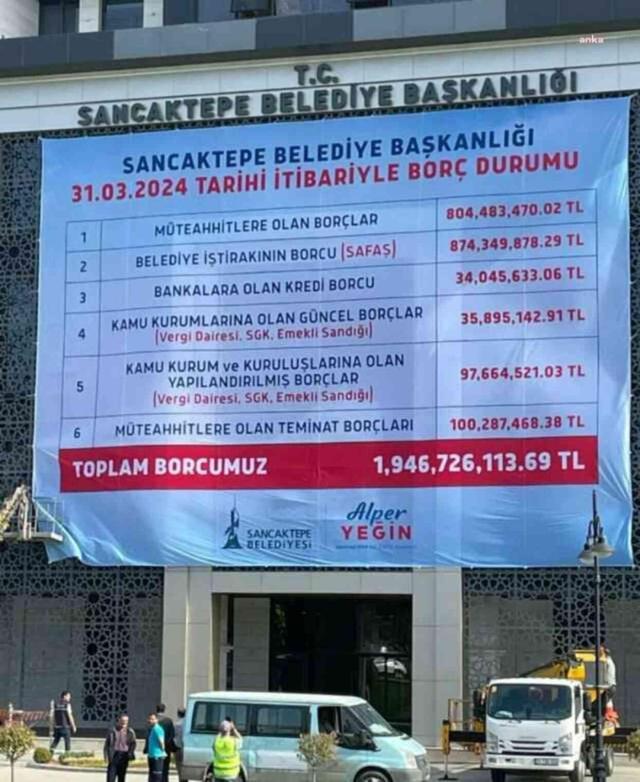 anka
T.C.
SANCAKTEPE BELEDİYE BAŞKANLIĞI
SANCAKTEPE BELEDİYE BAŞKANLIĞI
31.03.2024 TARİHİ İTİBARİYLE BORÇ DURUMU
1 MÜTEAHHİTLERE OLAN BORÇLAR 804,483,470.02 TL
2 BELEDİYE İŞTİRAKININ BORCU (SAFAŞ) 874,349,878.29 TL
3 BANKALARA OLAN KREDİ BORCU 34,045,633.06 TL
4 KAMU KURUMLARINA OLAN GÜNCEL BORÇLAR 35,895,142.91 TL
(Vergi Dairesi, SGK, Emekli Sandığı)
KAMU KURUM ve KURULUŞLARINA OLAN
5 YAPILANDIRILMIŞ BORÇLAR 97,664,521.03 TL
(Vergi Dairesi, SGK, Emekli Sandığı)
6 MÜTEAHHİTLERE OLAN TEMİNAT BORÇLARI 100,287,468.38 TL
TOPLAM BORCUMUZ 1,946,726,113.69 TL
SANCAKTEPE
BELEDİYESİ
Alper
YEĞİN